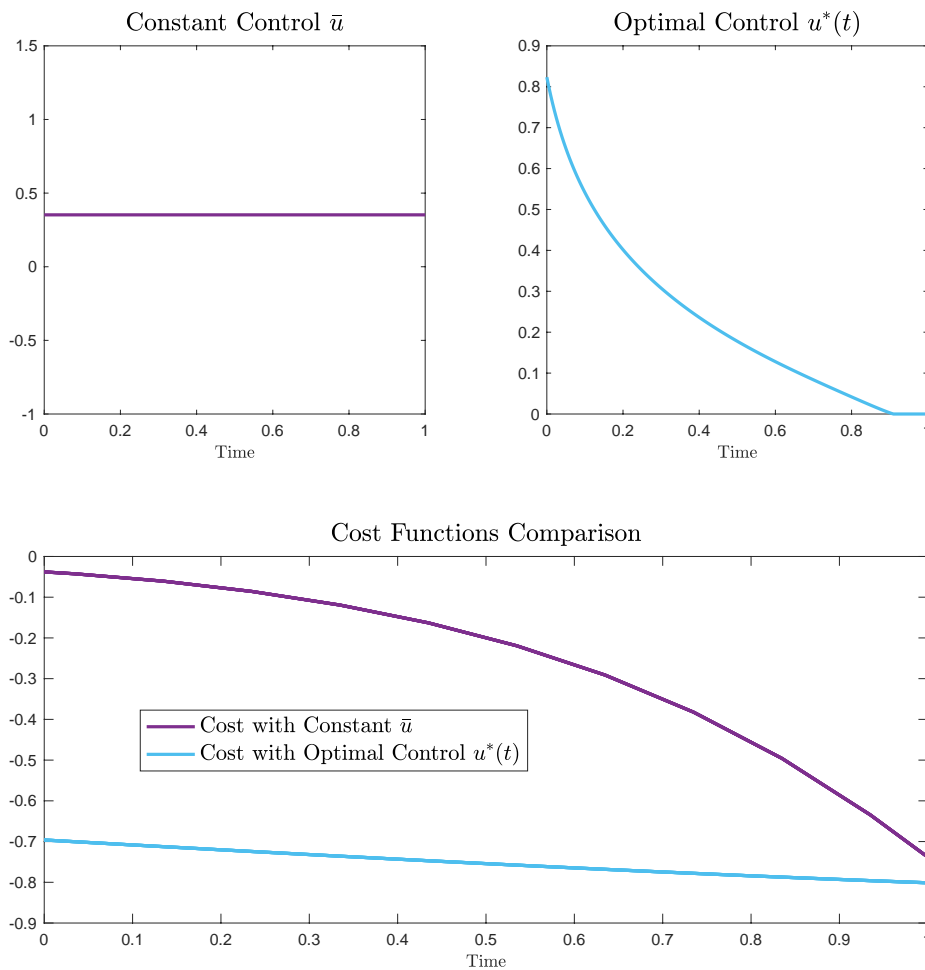 Constant Control ū
1.5
1
0.5
0
-0.5
-1
0 0.2 0.4 0.6 0.8 1
Time
Optimal Control u*(t)
0.9
0.8
0.7
0.6
0.5
0.4
0.3
0.2
0.1
0
0 0.2 0.4 0.6 0.8
Time
Cost Functions Comparison
0
-0.1
-0.2
-0.3
-0.4
-0.5
-0.6
-0.7
-0.8
-0.9
Cost with Constant ū
Cost with Optimal Control u*(t)
0 0.1 0.2 0.3 0.4 0.5 0.6 0.7 0.8 0.9
Time